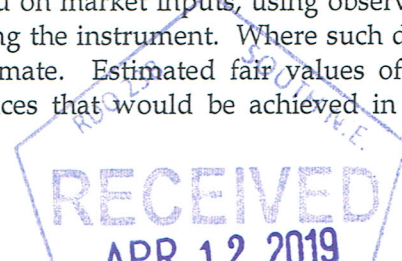 d on market inputs, using observ
ng the instrument. Where such d
mate. Estimated fair values of
ces that would be achieved in
SOUTH N.E.
RECEIVED
APR 12 2019